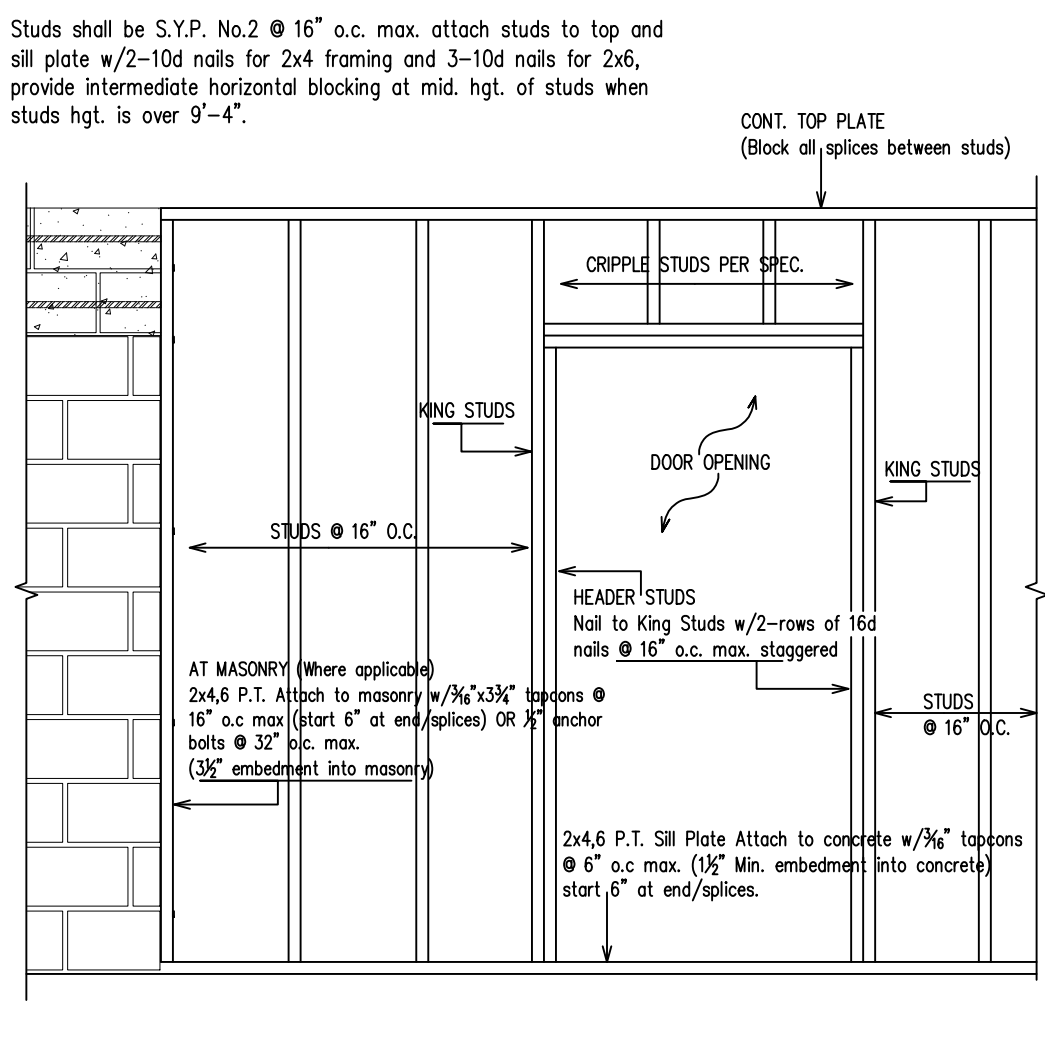 Studs shall be S.Y.P. No.2 @ 16" o.c. max. attach studs to top and
sill plate w/2-10d nails for 2x4 framing and 3-10d nails for 2x6,
provide intermediate horizontal blocking at mid. hgt. of studs when
studs hgt. is over 9'-4".
CONT. TOP PLATE
(Block all splices between studs)
CRIPPLE STUDS PER SPEC.
KING STUDS
DOOR OPENING
KING STUDS
STUDS @ 16" O.C.
HEADER STUDS
Nail to King Studs w/2-rows of 16d
nails @ 16" o.c. max. staggered
AT MASONRY (Where applicable)
2x4,6 P.T. Attach to masonry w/3/16"x3¾" tapcons @
16" o.c max (start 6" at end/splices) OR ½" anchor
bolts @ 32" o.c. max.
(3½" embedment into masonry)
STUDS
@ 16" O.C.
2x4,6 P.T. Sill Plate Attach to concrete w/3/16" tapcons
@ 6" o.c max. (1½" Min. embedment into concrete)
start 6" at end/splices.